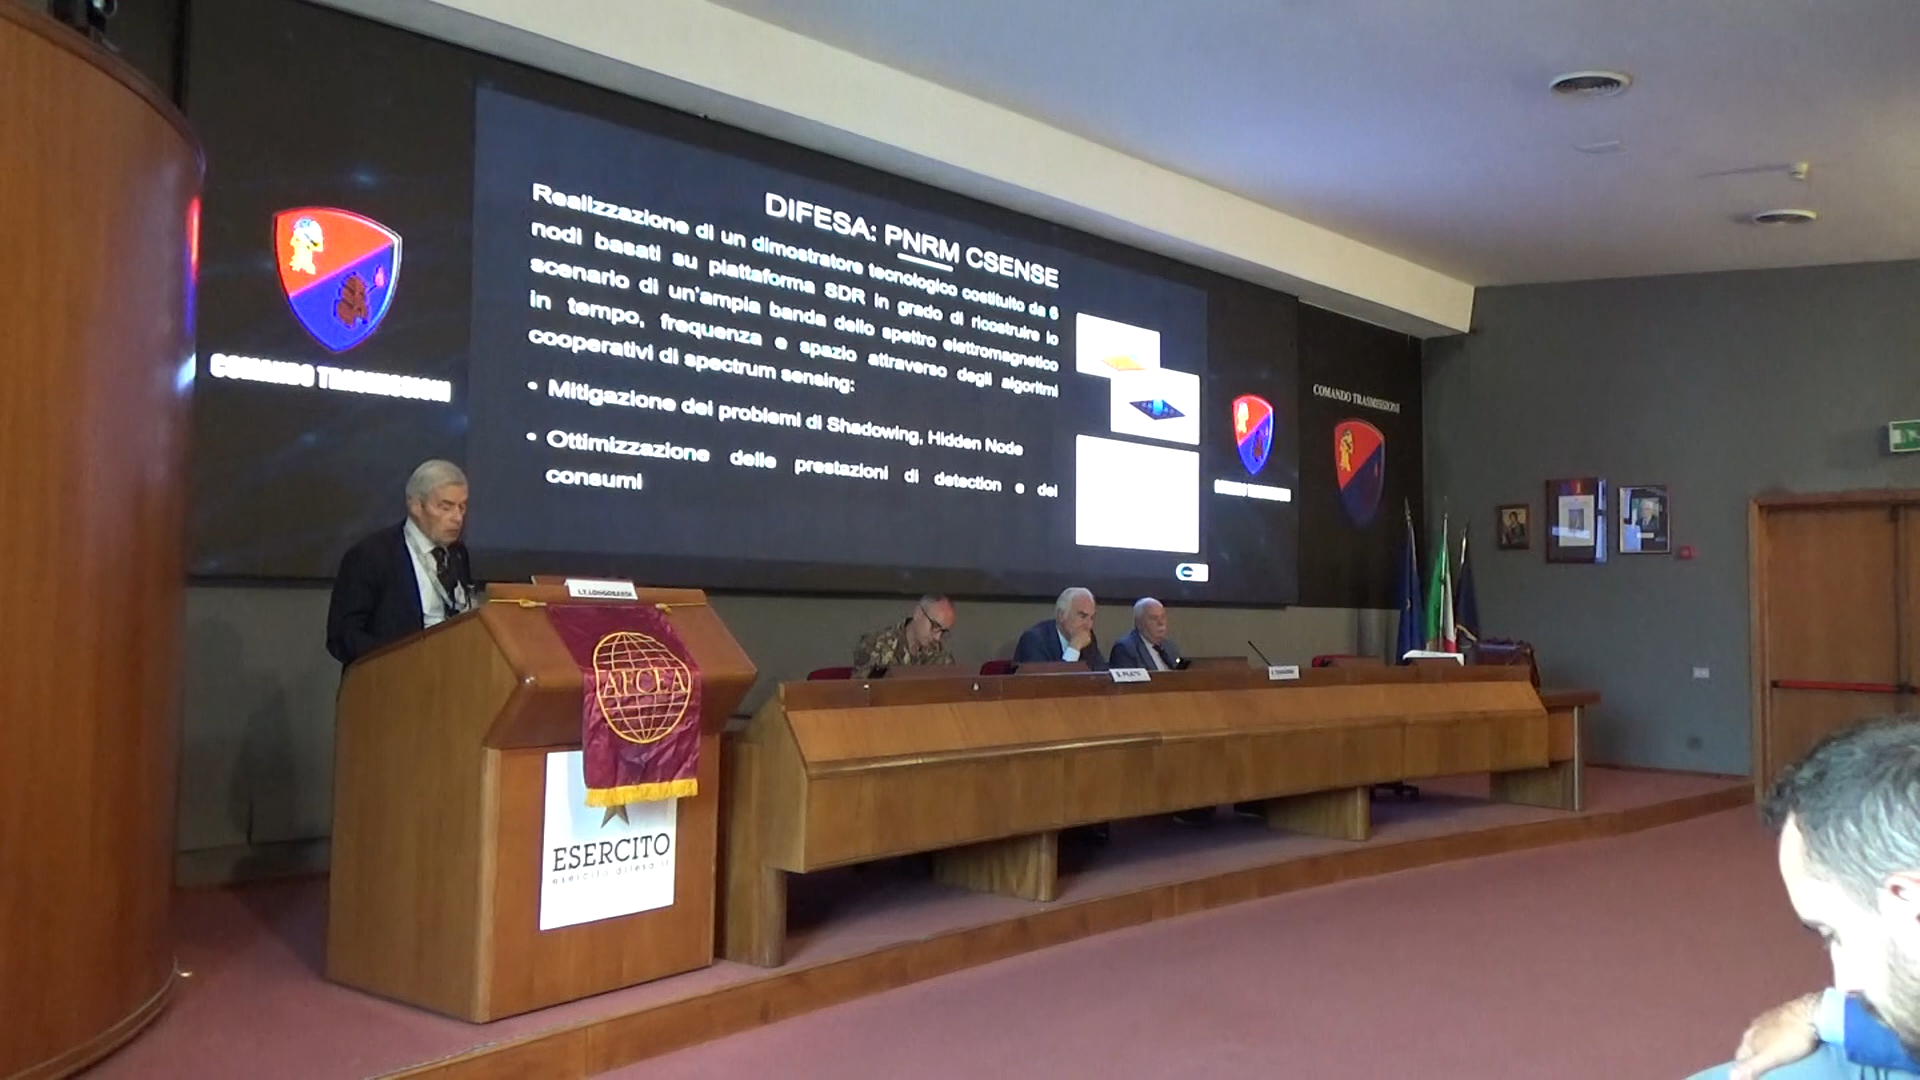 DIFESA: PNRM CSENSE
Realizzazione di un dimostratore tecnologico costituito da 6
nodi basati su piattaforma SDR in grado di ricostruire lo
scenario di un'ampia banda dello spettro elettromagnetico
in tempo, frequenza e spazio attraverso degli algoritmi
cooperativi di spectrum sensing:
• Mitigazione dei problemi di Shadowing, Hidden Node
• Ottimizzazione delle prestazioni di detection e dei
consumi
COMANDO TRASMISSIONI
COMANDO TRASMISSIONI
AFCEA
ESERCITO
esercito.difesa.it